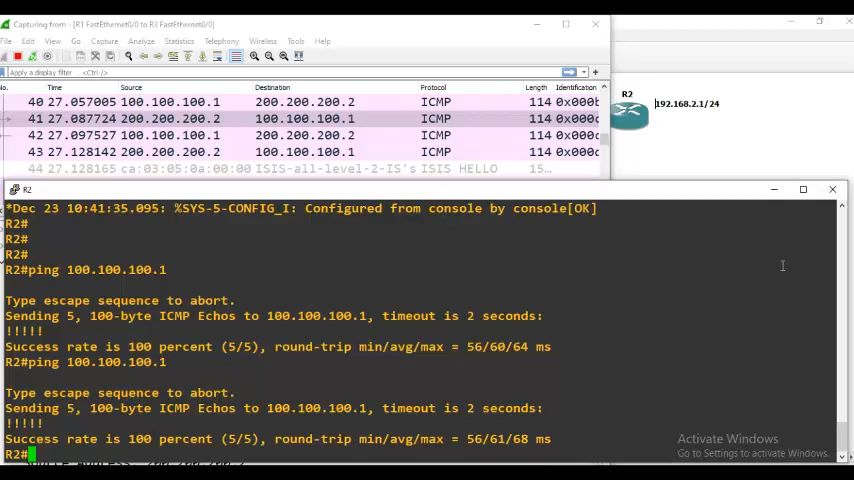 Capturing from - [R1 FastEthernet0/0 to R3 FastEthernet0/0]
File Edit View Go Capture Analyze Statistics Telephony Wireless Tools Help
Apply a display filter ... <Ctrl-/>
No. Time Source Destination Protocol Length Identification
40 27.057005 100.100.100.1 200.200.200.2 ICMP 114 0x000
41 27.087724 200.200.200.2 100.100.100.1 ICMP 114 0x000
42 27.097527 100.100.100.1 200.200.200.2 ICMP 114 0x000
43 27.128142 200.200.200.2 100.100.100.1 ICMP 114 0x000
44 27.128165 ca:03:05:0a:00:00 ISIS-all-level-2-IS's ISIS HELLO 15...
R2
192.168.2.1/24
R2
*Dec 23 10:41:35.095: %SYS-5-CONFIG_I: Configured from console by console[OK]
R2#
R2#
R2#
R2#ping 100.100.100.1
Type escape sequence to abort.
Sending 5, 100-byte ICMP Echos to 100.100.100.1, timeout is 2 seconds:
!!!!!
Success rate is 100 percent (5/5), round-trip min/avg/max = 56/60/64 ms
R2#ping 100.100.100.1
Type escape sequence to abort.
Sending 5, 100-byte ICMP Echos to 100.100.100.1, timeout is 2 seconds:
!!!!!
Success rate is 100 percent (5/5), round-trip min/avg/max = 56/61/68 ms
R2#
Activate Windows
Go to Settings to activate Windows.